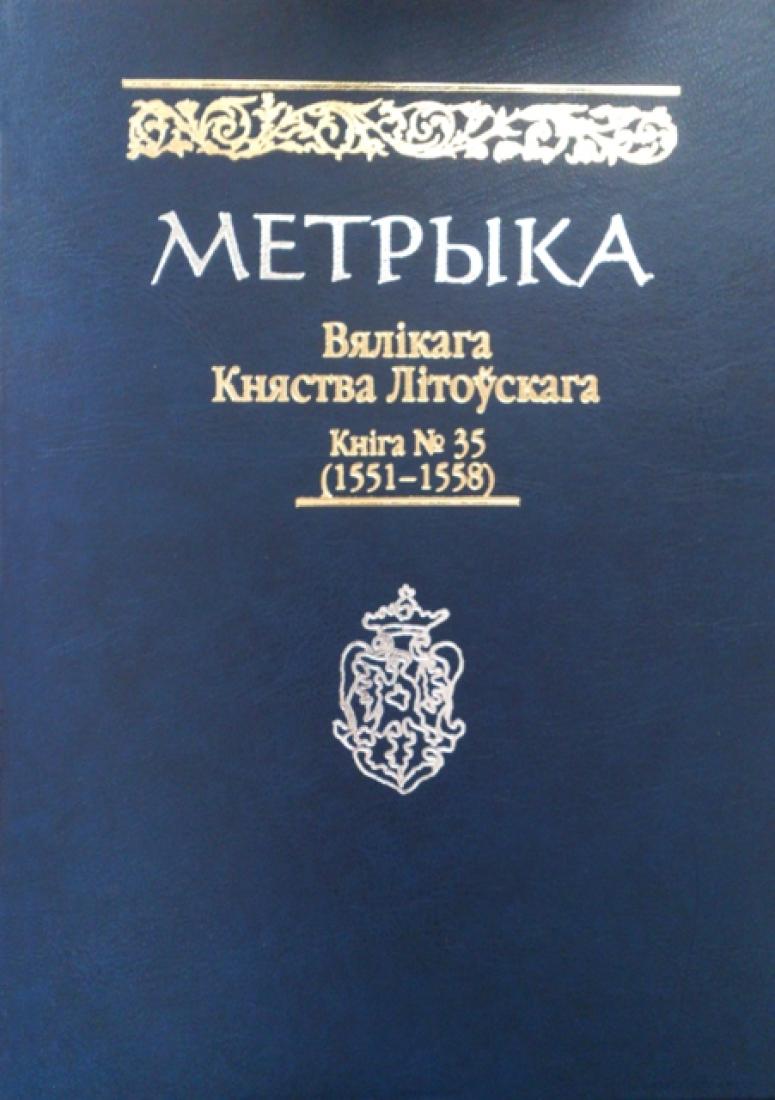 МЕТРЫКА
Вялікага
Княства Літоўскага
Кніга № 35
(1551–1558)